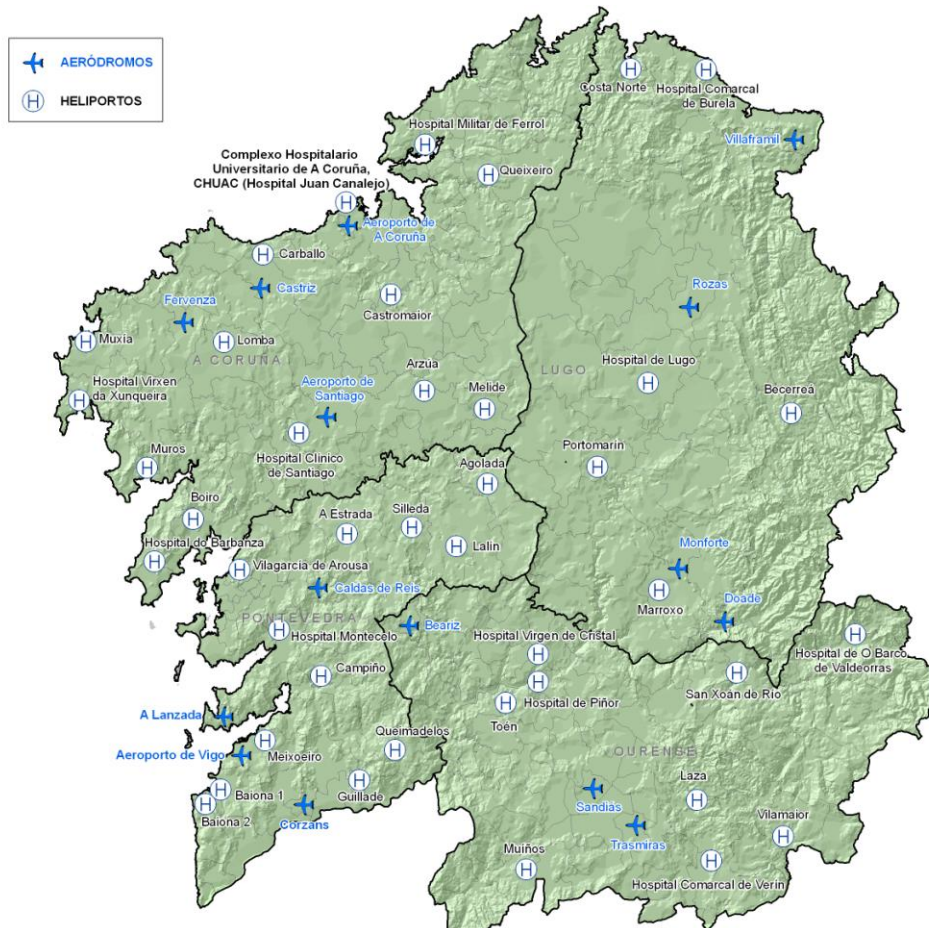 AERÓDROMOS
HELIPORTOS
Costa Norte
Hospital Comarcal
de Burela
Hospital Militar de Ferrol
Villaframil
Complexo Hospitalario
Universitario de A Coruña,
CHUAC (Hospital Juan Canalejo)
Queixeiro
Aeroporto de
A Coruña
Carballo
Castriz
Castromaior
Rozas
Fervenza
Muxía
Lomba
A CORUÑA
Hospital de Lugo
LUGO
Arzúa
Melide
Becerreá
Hospital Virxen
da Xunqueira
Aeroporto de
Santiago
Hospital Clínico
de Santiago
Muros
Portomarín
Agolada
Boiro
A Estrada
Silleda
Lalín
Hospital do Barbanza
Vilagarcía de Arousa
Caldas de Reis
Monforte
Marroxo
Doade
PONTEVEDRA
Hospital Montecelo
Beariz
Hospital Virgen de Cristal
Hospital de O Barco
de Valdeorras
Campiño
Hospital de Piñor
San Xoán de Río
Toén
A Lanzada
Queimadelos
Aeroporto de Vigo
Meixoeiro
OURENSE
Guillade
Baiona 1
Baiona 2
Corzáns
Sandiás
Laza
Trasmiras
Vilamaior
Muíños
Hospital Comarcal de Verín